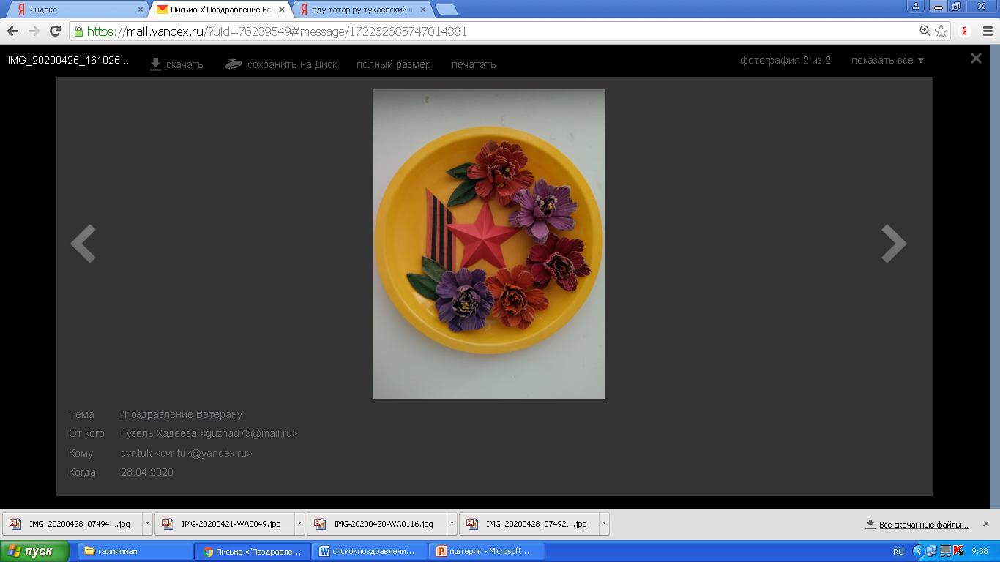 Яндекс
Письмо «"Поздравление Ве
еду татар ру тукаевский
https://mail.yandex.ru/?uid=76239549#message/172262685747014881
IMG_20200426_161026...
скачать
сохранить на Диск
полный размер
печатать
фотография 2 из 2
показать все ▼
Тема "Поздравление Ветерану"
От кого Гузель Хадеева <guzhad79@mail.ru>
Кому cvr.tuk <cvr.tuk@yandex.ru>
Когда 28.04.2020
IMG_20200428_07494....jpg
IMG-20200421-WA0049.jpg
IMG-20200420-WA0116.jpg
IMG_20200428_07492....jpg
Все скачанные файлы...
пуск
галияимам
Письмо «"Поздравле...
спсиокпоздравлени...
иштеряк - Microsoft ...
RU
9:38